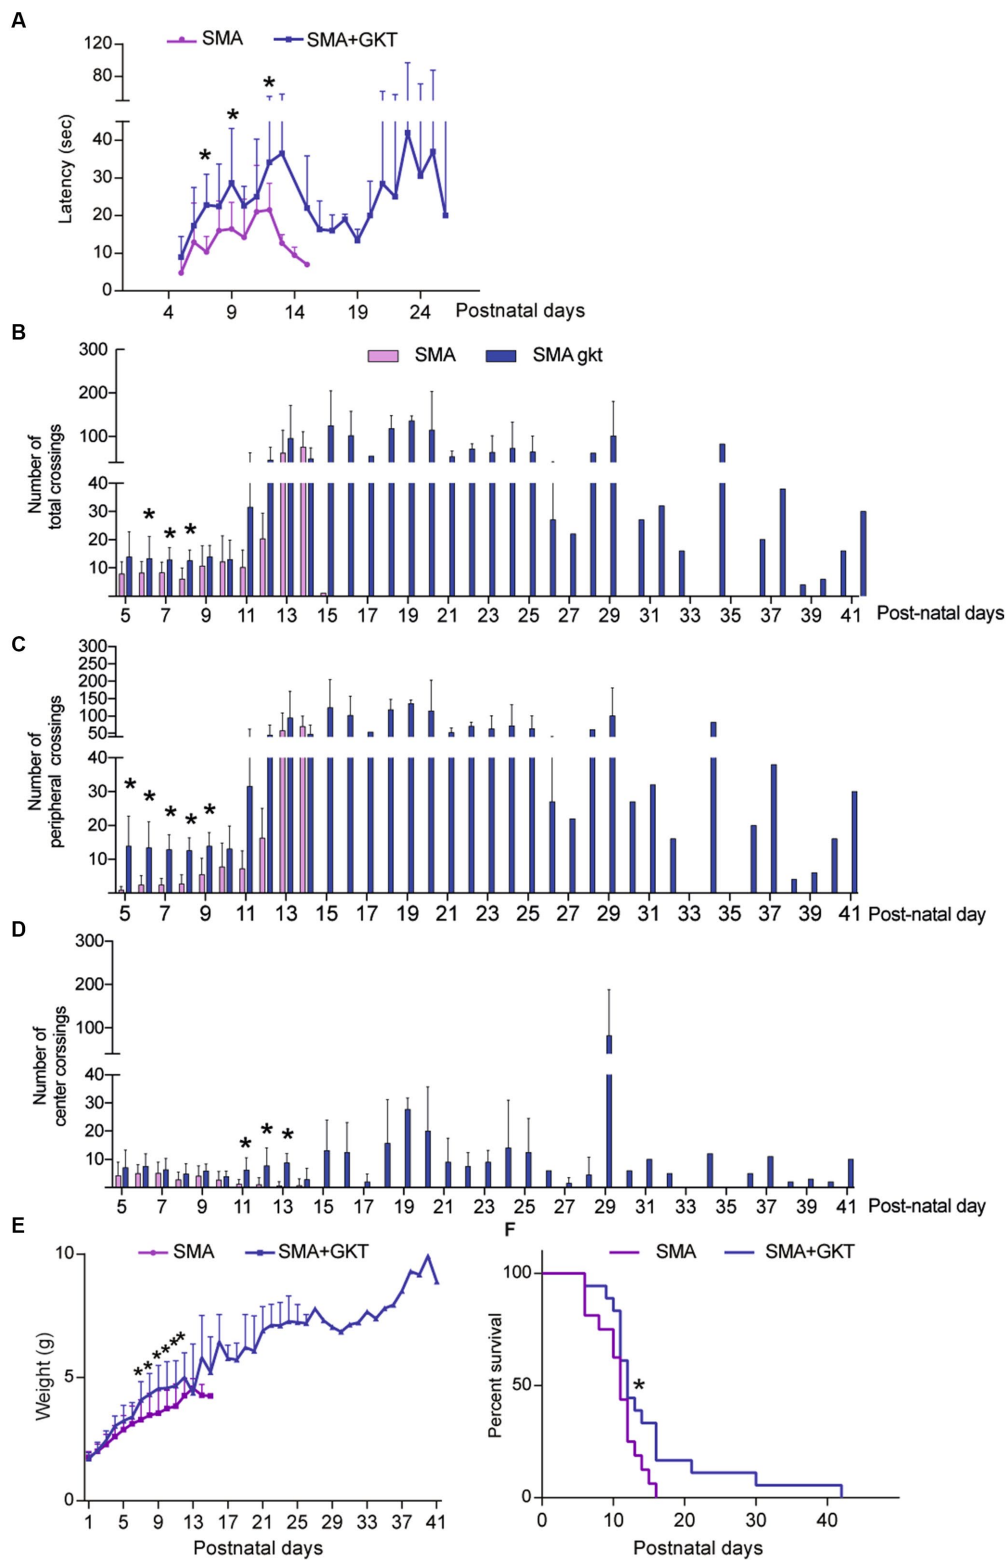 A
SMA SMA+GKT
120
80
40
30
20
10
0
Latency (sec)
* * *
4 9 14 19 24 Postnatal days
B
300
200
100
40
30
20
10
SMA SMA gkt
Number of
total crossings
* * *
5 7 9 11 13 15 17 19 21 23 25 27 29 31 33 35 37 39 41 Post-natal days
C
300
250
200
150
100
50
40
30
20
10
Number of
peripheral crossings
* * * * *
5 7 9 11 13 15 17 19 21 23 25 27 29 31 33 35 37 39 41 Post-natal day
D
300
200
100
40
30
20
10
Number of
center corssings
* * *
5 7 9 11 13 15 17 19 21 23 25 27 29 31 33 35 37 39 41 Post-natal day
E
SMA SMA+GKT
10
5
0
Weight (g)
* * * * * *
1 5 9 13 17 21 25 29 33 37 41
Postnatal days
F
SMA SMA+GKT
100
50
0
Percent survival
*
0 10 20 30 40
Postnatal days